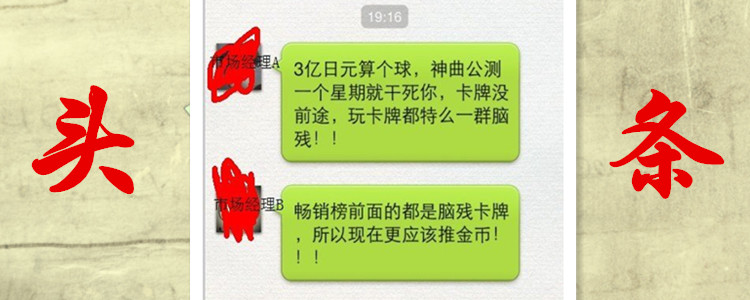 头
19:16
市场经理A
3亿日元算个球，神曲公测
一个星期就干死你，卡牌没
前途，玩卡牌都特么一群脑
残！！
市场经理B
畅销榜前面的都是脑残卡牌
，所以现在更应该推金币！
！！
条